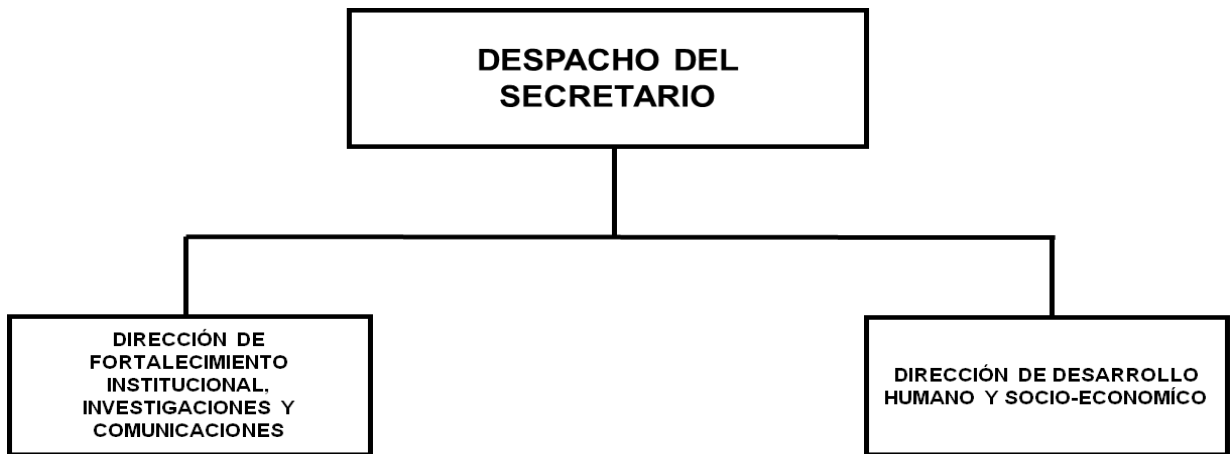 DESPACHO DEL
SECRETARIO
DIRECCIÓN DE
FORTALECIMIENTO
INSTITUCIONAL,
INVESTIGACIONES Y
COMUNICACIONES
DIRECCIÓN DE DESARROLLO
HUMANO Y SOCIO-ECONOMÍCO